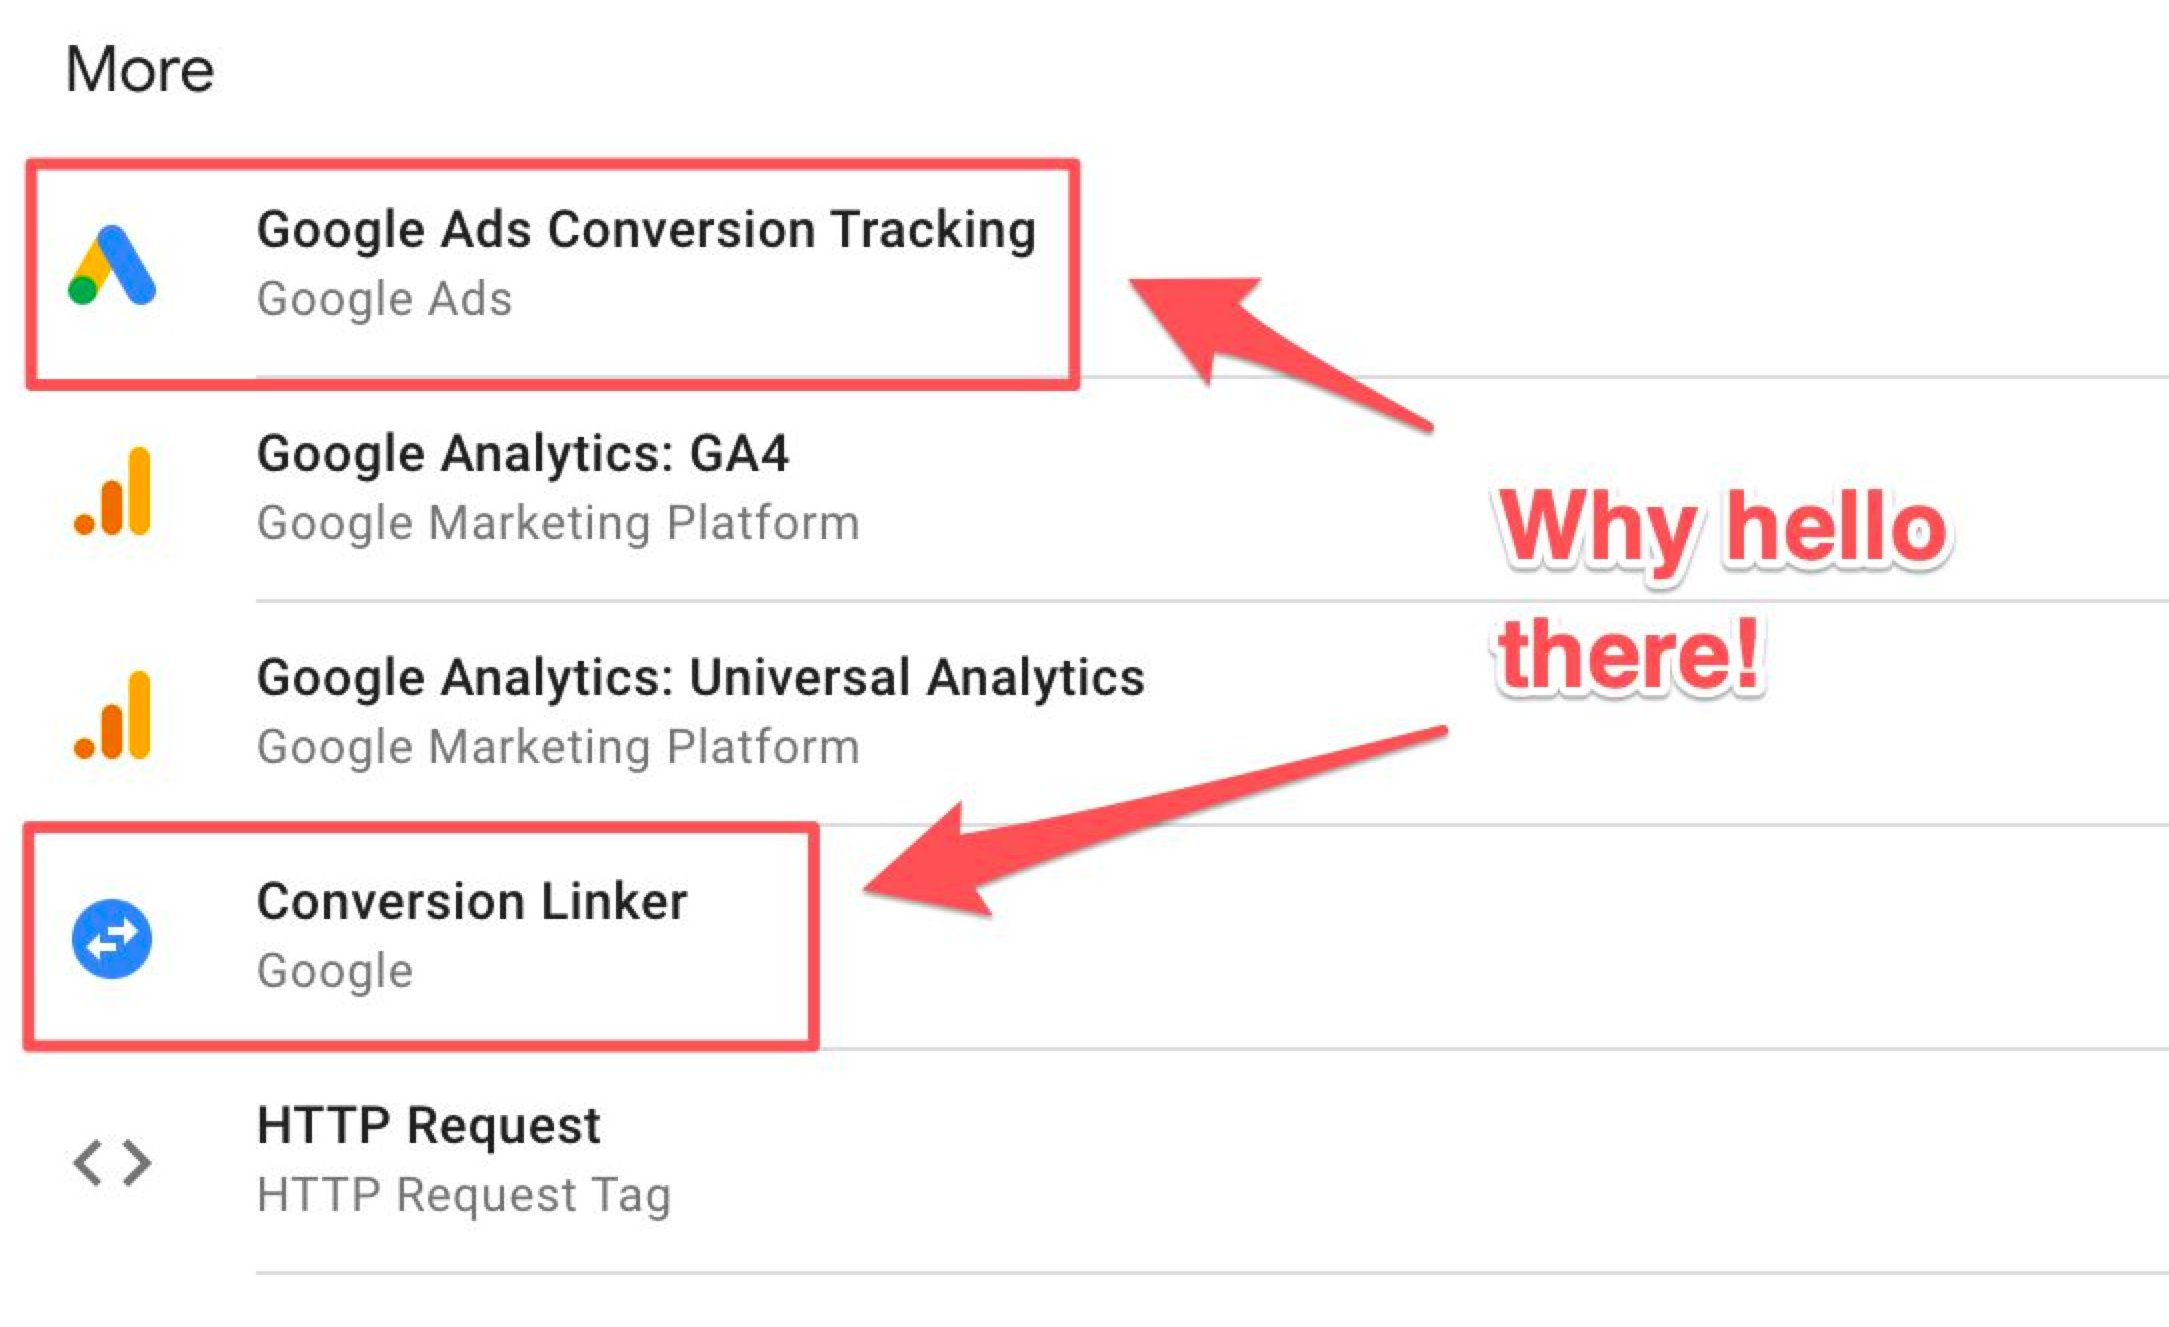 More
Google Ads Conversion Tracking
Google Ads
Google Analytics: GA4
Google Marketing Platform
Why hello
there!
Google Analytics: Universal Analytics
Google Marketing Platform
Conversion Linker
Google
HTTP Request
HTTP Request Tag